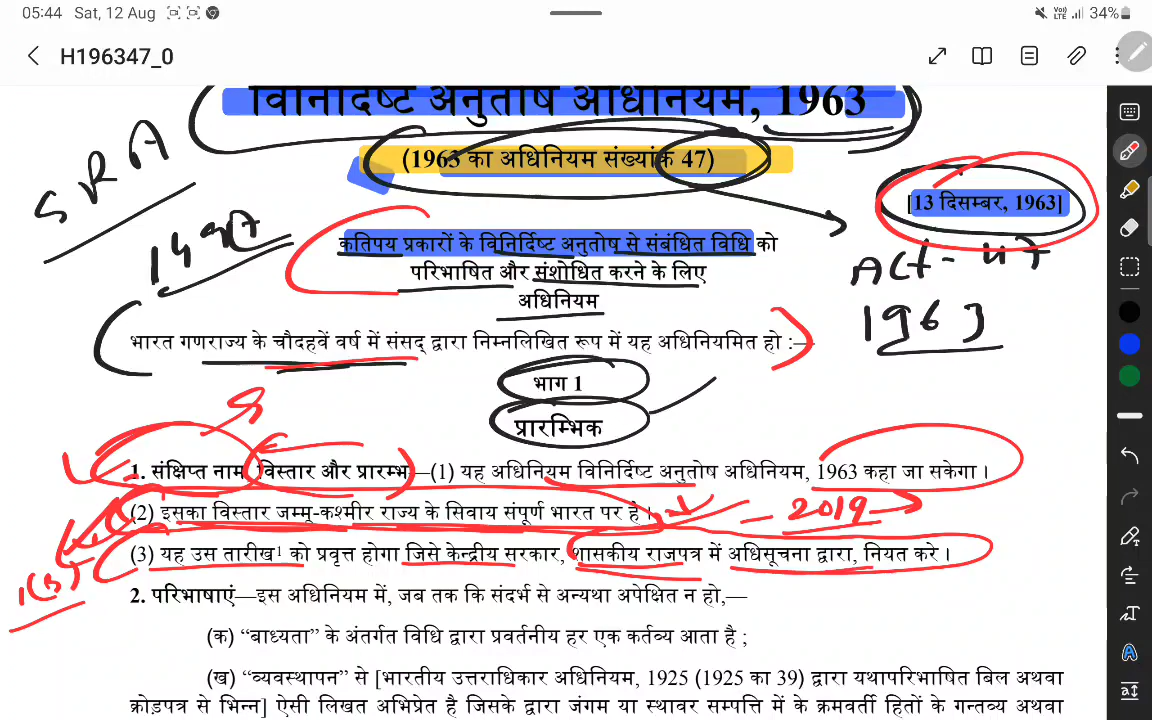 05:44 Sat, 12 Aug
34%
H196347_0
विनिर्दिष्ट अनुतोष अधिनियम, 1963
(1963 का अधिनियम संख्यांक 47)
SRA
[13 दिसम्बर, 1963]
कतिपय प्रकारों के विनिर्दिष्ट अनुतोष से संबंधित विधि को
परिभाषित और संशोधित करने के लिए
अधिनियम
Act - 47
1963
भारत गणराज्य के चौदहवें वर्ष में संसद् द्वारा निम्नलिखित रूप में यह अधिनियमित हो :—
भाग 1
प्रारम्भिक
1. संक्षिप्त नाम विस्तार और प्रारम्भ—(1) यह अधिनियम विनिर्दिष्ट अनुतोष अधिनियम, 1963 कहा जा सकेगा ।
(2) इसका विस्तार जम्मू-कश्मीर राज्य के सिवाय संपूर्ण भारत पर है । 2019
(3) यह उस तारीख¹ को प्रवृत्त होगा जिसे केन्द्रीय सरकार, शासकीय राजपत्र में अधिसूचना द्वारा, नियत करे ।
1(3)
2. परिभाषाएं—इस अधिनियम में, जब तक कि संदर्भ से अन्यथा अपेक्षित न हो,—
(क) “बाध्यता” के अंतर्गत विधि द्वारा प्रवर्तनीय हर एक कर्तव्य आता है ;
(ख) “व्यवस्थापन” से [भारतीय उत्तराधिकार अधिनियम, 1925 (1925 का 39) द्वारा यथापरिभाषित बिल अथवा
क्रोड़पत्र से भिन्न] ऐसी लिखत अभिप्रेत है जिसके द्वारा जंगम या स्थावर सम्पत्ति में के क्रमवर्ती हितों के गन्तव्य अथवा